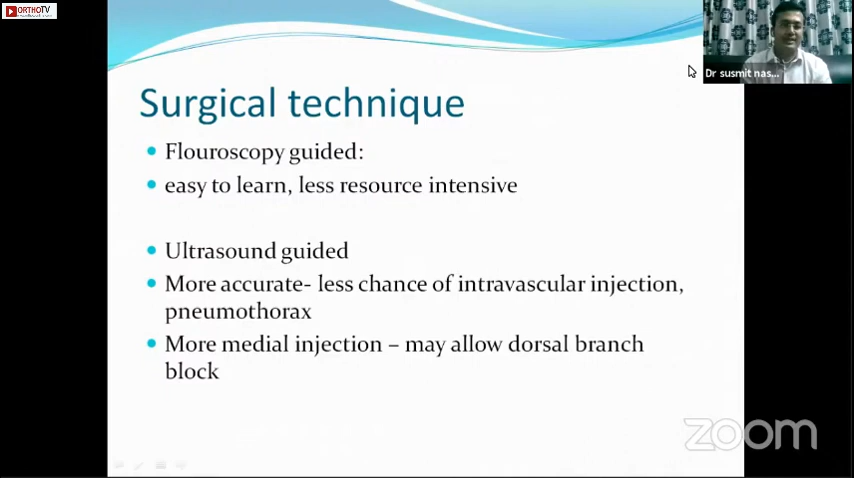 ORTHOTV
Dr susmit nas...
Surgical technique
Flouroscopy guided:
easy to learn, less resource intensive
Ultrasound guided
More accurate- less chance of intravascular injection,
pneumothorax
More medial injection – may allow dorsal branch
block
zoom